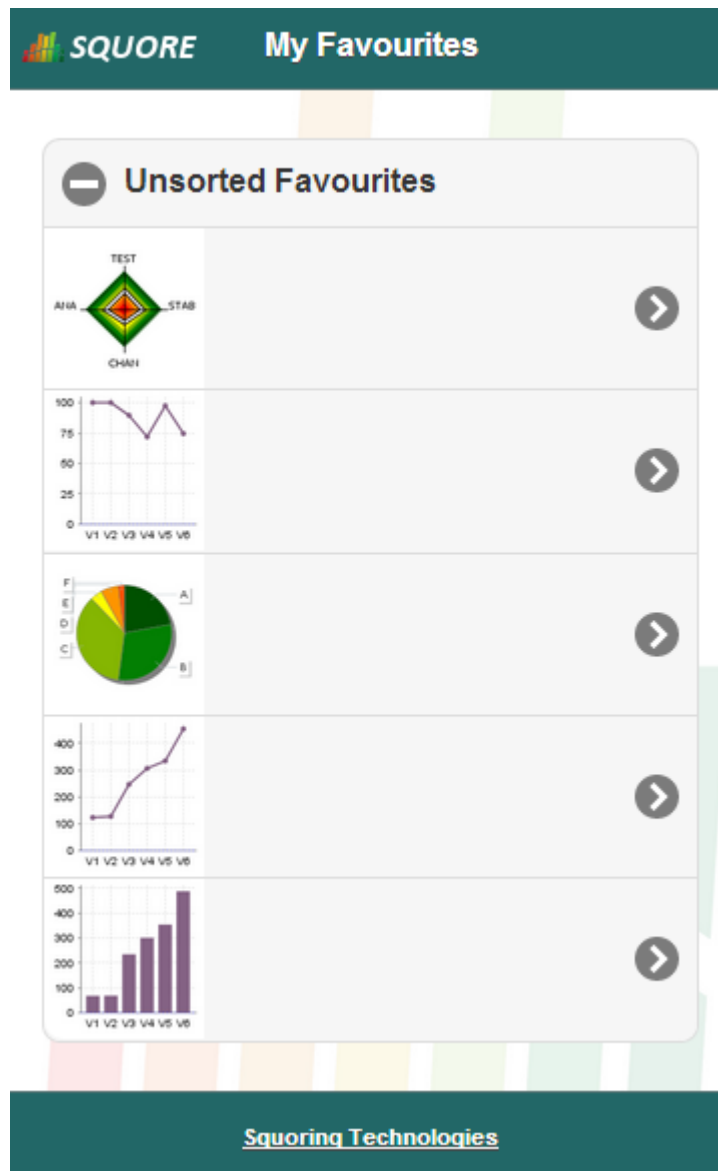 SQUORE My Favourites
Unsorted Favourites
TEST
ANA STAB
CHAN
100
75
50
25
0
V1 V2 V3 V4 V5 V6
F
E A
D
C
B
400
300
200
100
0
V1 V2 V3 V4 V5 V6
500
400
300
200
100
0
V1 V2 V3 V4 V5 V6
Squoring Technologies